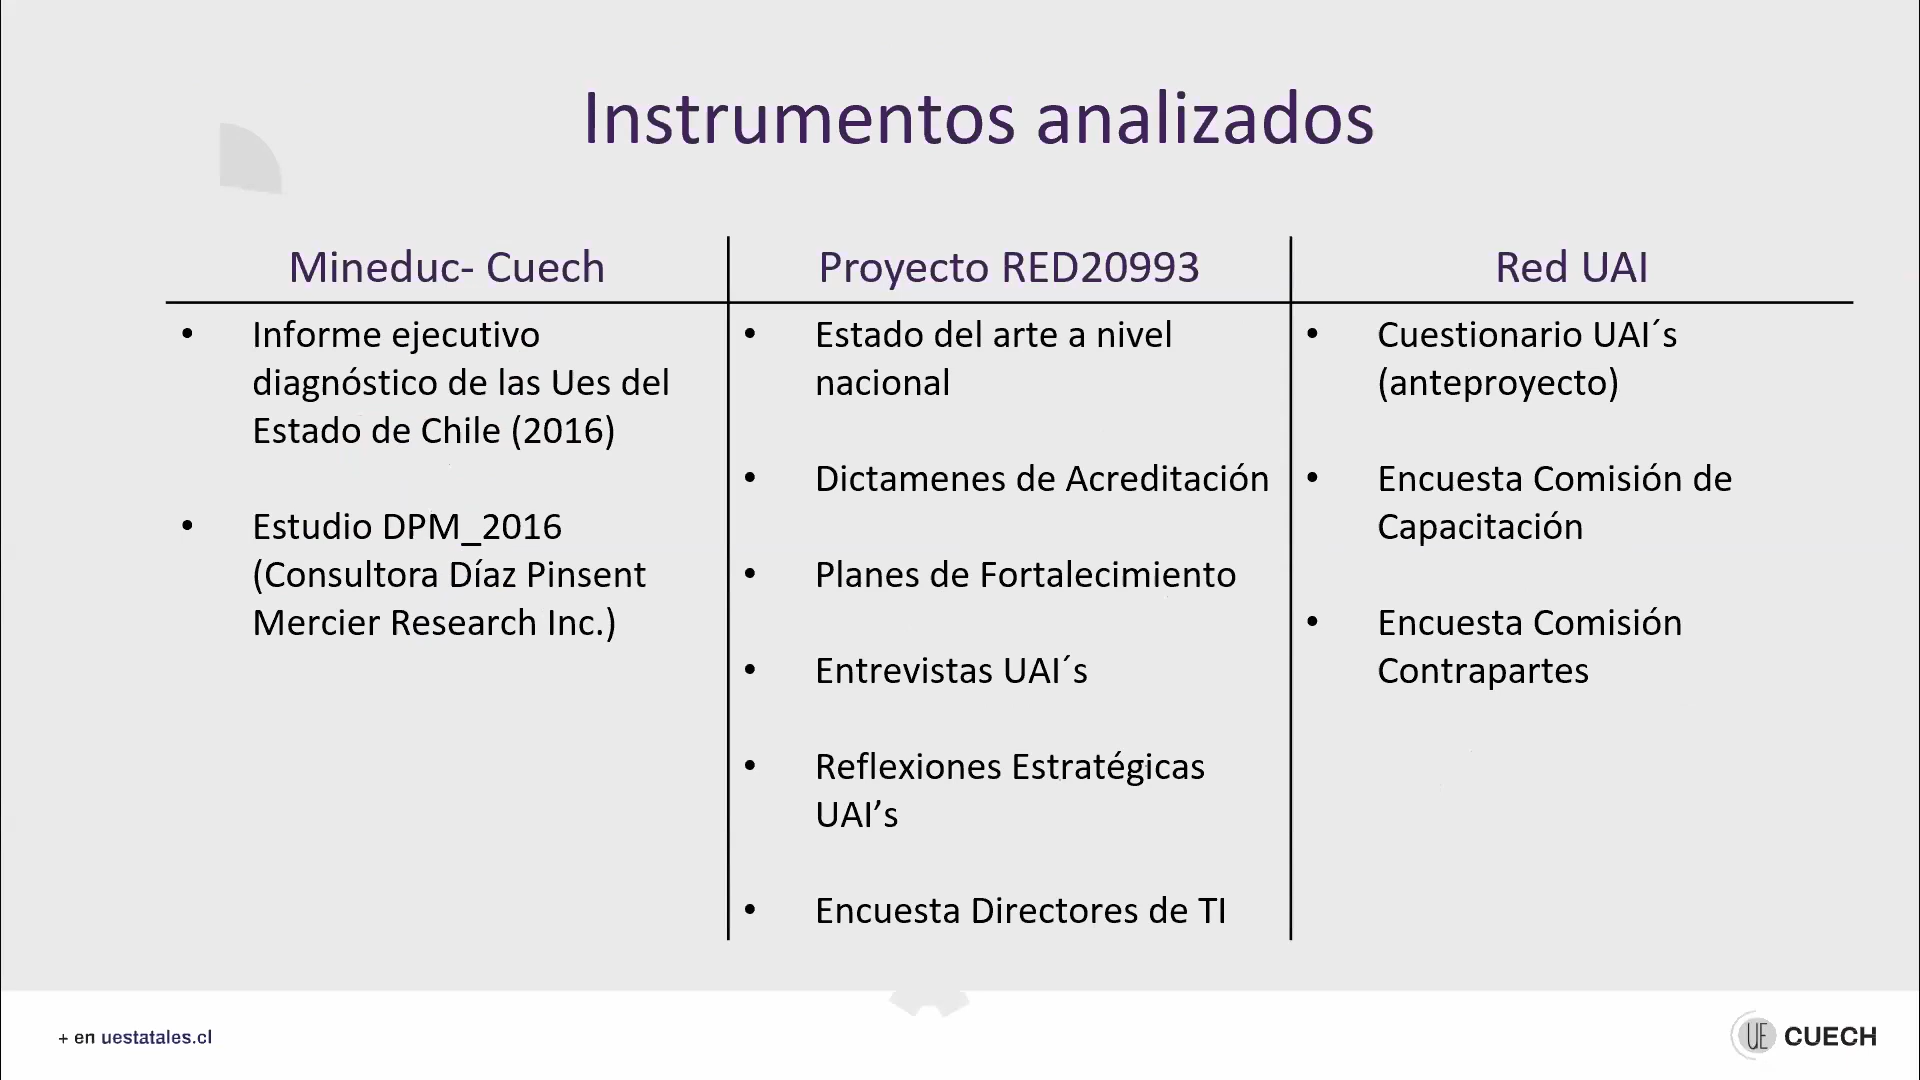 Instrumentos analizados
Mineduc- Cuech
• Informe ejecutivo
diagnóstico de las Ues del
Estado de Chile (2016)
• Estudio DPM_2016
(Consultora Díaz Pinsent
Mercier Research Inc.)
Proyecto RED20993
• Estado del arte a nivel
nacional
• Dictamenes de Acreditación
• Planes de Fortalecimiento
• Entrevistas UAI´s
• Reflexiones Estratégicas
UAI’s
• Encuesta Directores de TI
Red UAI
• Cuestionario UAI´s
(anteproyecto)
• Encuesta Comisión de
Capacitación
• Encuesta Comisión
Contrapartes
+ en uestatales.cl
UE CUECH